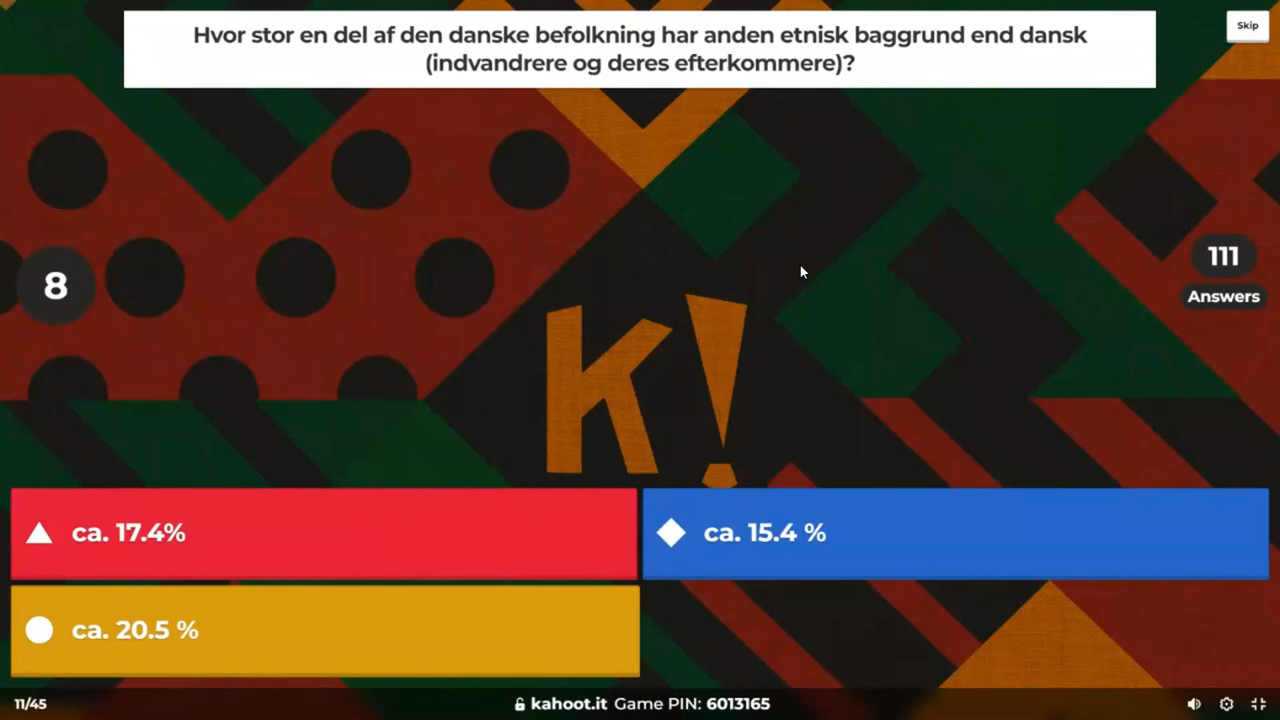 Hvor stor en del af den danske befolkning har anden etnisk baggrund end dansk
(indvandrere og deres efterkommere)?
Skip
8
111
Answers
K!
ca. 17.4%
ca. 15.4 %
ca. 20.5 %
11/45
kahoot.it Game PIN: 6013165